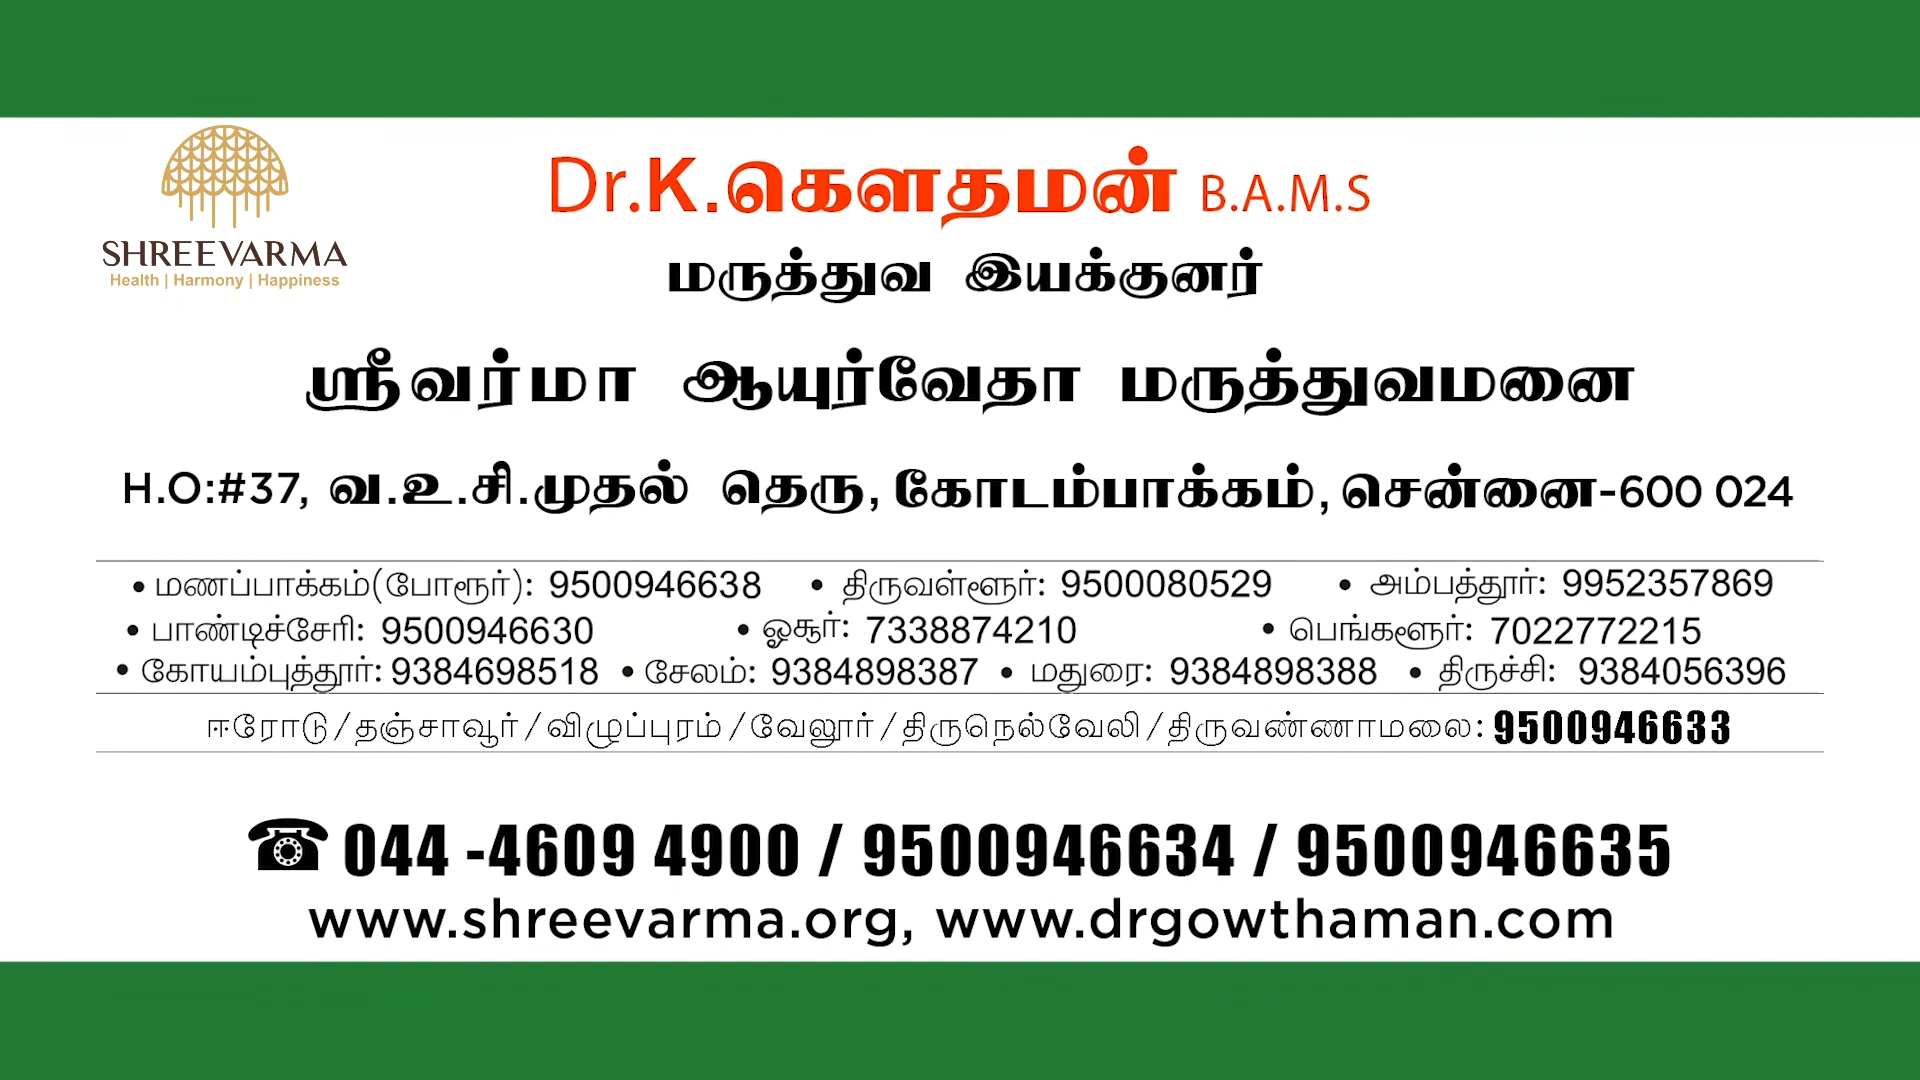 SHREEVARMA
Health | Harmony | Happiness
Dr.K.கௌதமன் B.A.M.S
மருத்துவ இயக்குனர்
ஸ்ரீவர்மா ஆயுர்வேதா மருத்துவமனை
H.O:#37, வ.உ.சி.முதல் தெரு, கோடம்பாக்கம், சென்னை-600 024
• மணப்பாக்கம்(போரூர்): 9500946638 • திருவள்ளூர்: 9500080529 • அம்பத்தூர்: 9952357869
• பாண்டிச்சேரி: 9500946630 • ஓசூர்: 7338874210 • பெங்களூர்: 7022772215
• கோயம்புத்தூர்: 9384698518 • சேலம்: 9384898387 • மதுரை: 9384898388 • திருச்சி: 9384056396
ஈரோடு/தஞ்சாவூர்/விழுப்புரம்/வேலூர்/திருநெல்வேலி/திருவண்ணாமலை: 9500946633
☎ 044 -4609 4900 / 9500946634 / 9500946635
www.shreevarma.org, www.drgowthaman.com